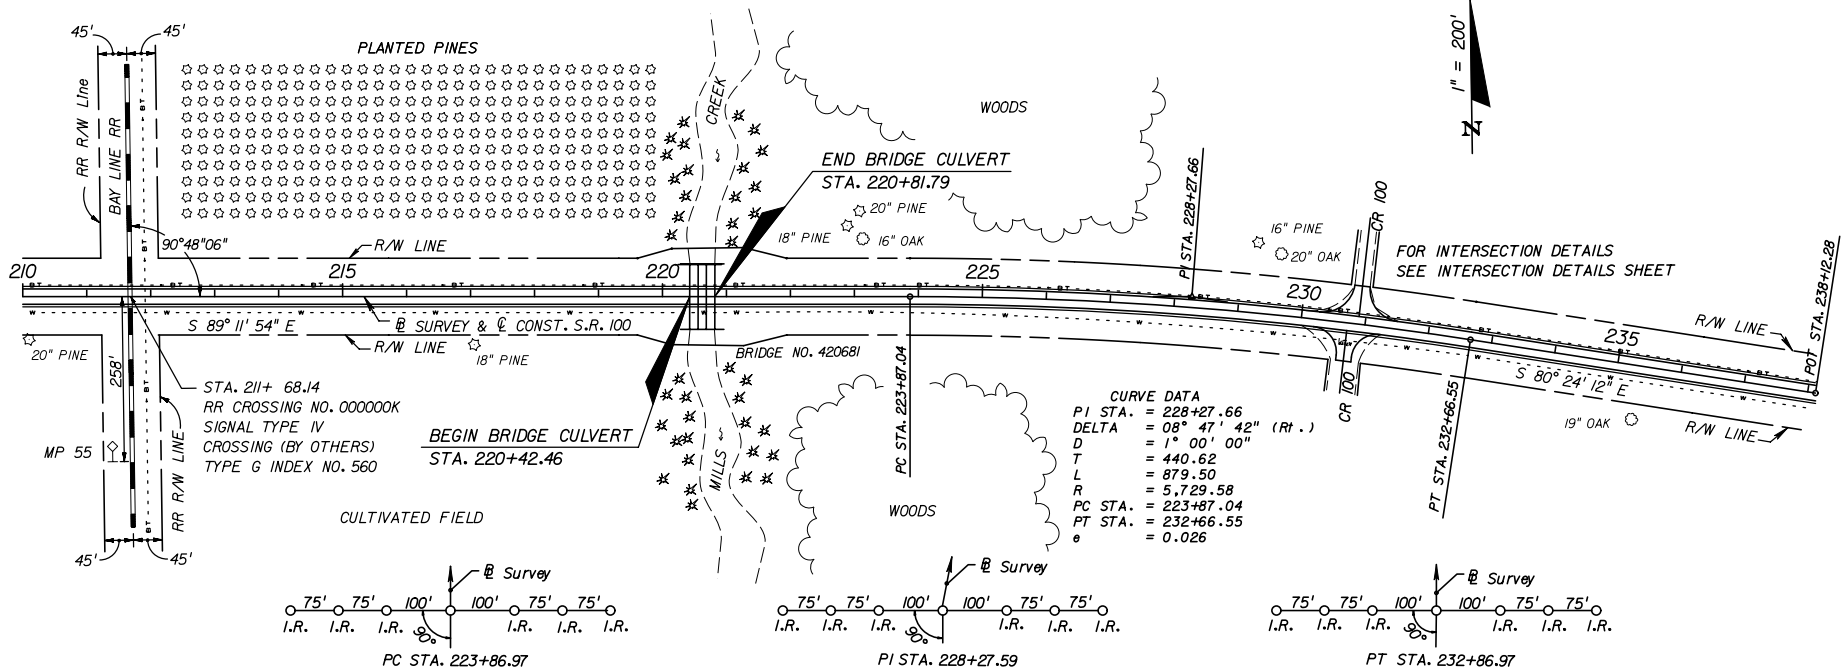 45'
45'
PLANTED PINES
1" = 200'
N
RR R/W Line
BAY LINE RR
BT
CREEK
WOODS
END BRIDGE CULVERT
STA. 220+81.79
20" PINE
18" PINE
16" OAK
PI STA. 228+27.66
CR 100
16" PINE
20" OAK
FOR INTERSECTION DETAILS
SEE INTERSECTION DETAILS SHEET
POT STA. 238+12.28
90°48"06"
R/W LINE
210
215
220
225
230
235
S 89° 11' 54" E
BL SURVEY & CL CONST. S.R. 100
R/W LINE
R/W LINE
20" PINE
18" PINE
258'
BRIDGE NO. 420681
PC STA. 223+87.04
S 80° 24' 12" E
CR 100
PT STA. 232+66.55
19" OAK
R/W LINE
STA. 211+ 68.14
RR CROSSING NO. 000000K
SIGNAL TYPE IV
CROSSING (BY OTHERS)
TYPE G INDEX NO. 560
MP 55
RR R/W LINE
BEGIN BRIDGE CULVERT
STA. 220+42.46
MILLS
CURVE DATA
PI STA. = 228+27.66
DELTA = 08° 47' 42" (Rt.)
D = 1° 00' 00"
T = 440.62
L = 879.50
R = 5,729.58
PC STA. = 223+87.04
PT STA. = 232+66.55
e = 0.026
CULTIVATED FIELD
WOODS
45'
45'
BL Survey
75' 75' 100' 100' 75' 75'
I.R. I.R. I.R. I.R. I.R. I.R.
90°
PC STA. 223+86.97
BL Survey
75' 75' 100' 100' 75' 75'
I.R. I.R. I.R. I.R. I.R. I.R.
90°
PI STA. 228+27.59
BL Survey
75' 75' 100' 100' 75' 75'
I.R. I.R. I.R. I.R. I.R. I.R.
90°
PT STA. 232+86.97